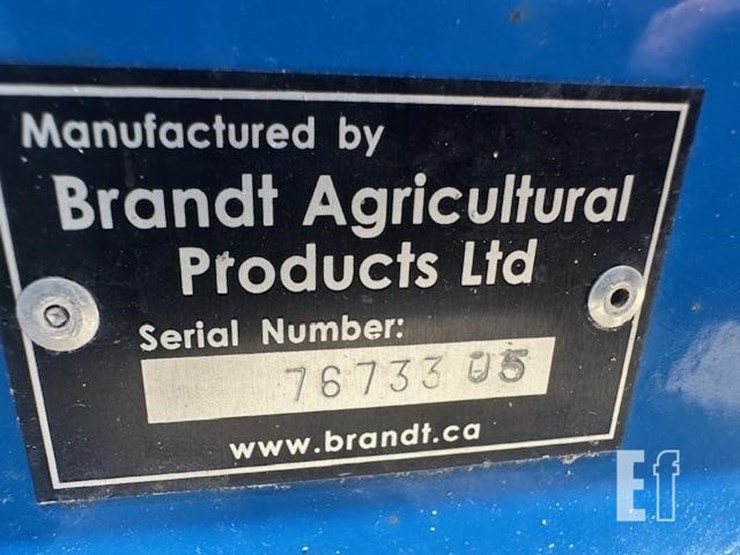 Manufactured by
Brandt Agricultural
Products Ltd
Serial Number:
76733 05
www.brandt.ca
Ef